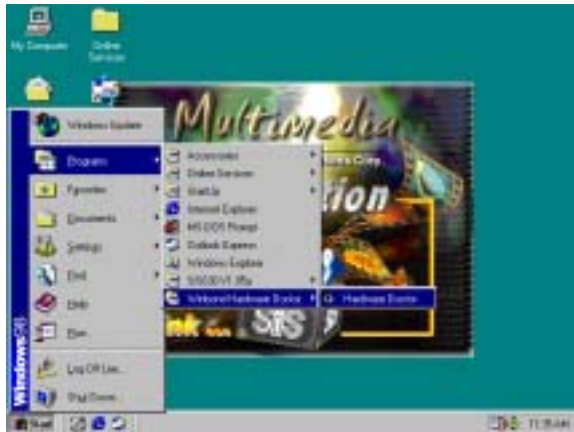 My Computer
Online
Services
Multimedia
Corp.
tion
SiS
Windows Update
Programs
Favorites
Documents
Settings
Find
Help
Run...
Log Off
Shut Down...
Windows98
Accessories
Online Services
StartUp
Internet Explorer
MS-DOS Prompt
Outlook Express
Windows Explorer
Winbond Hardware Doctor
Hardware Doctor
Start
AM